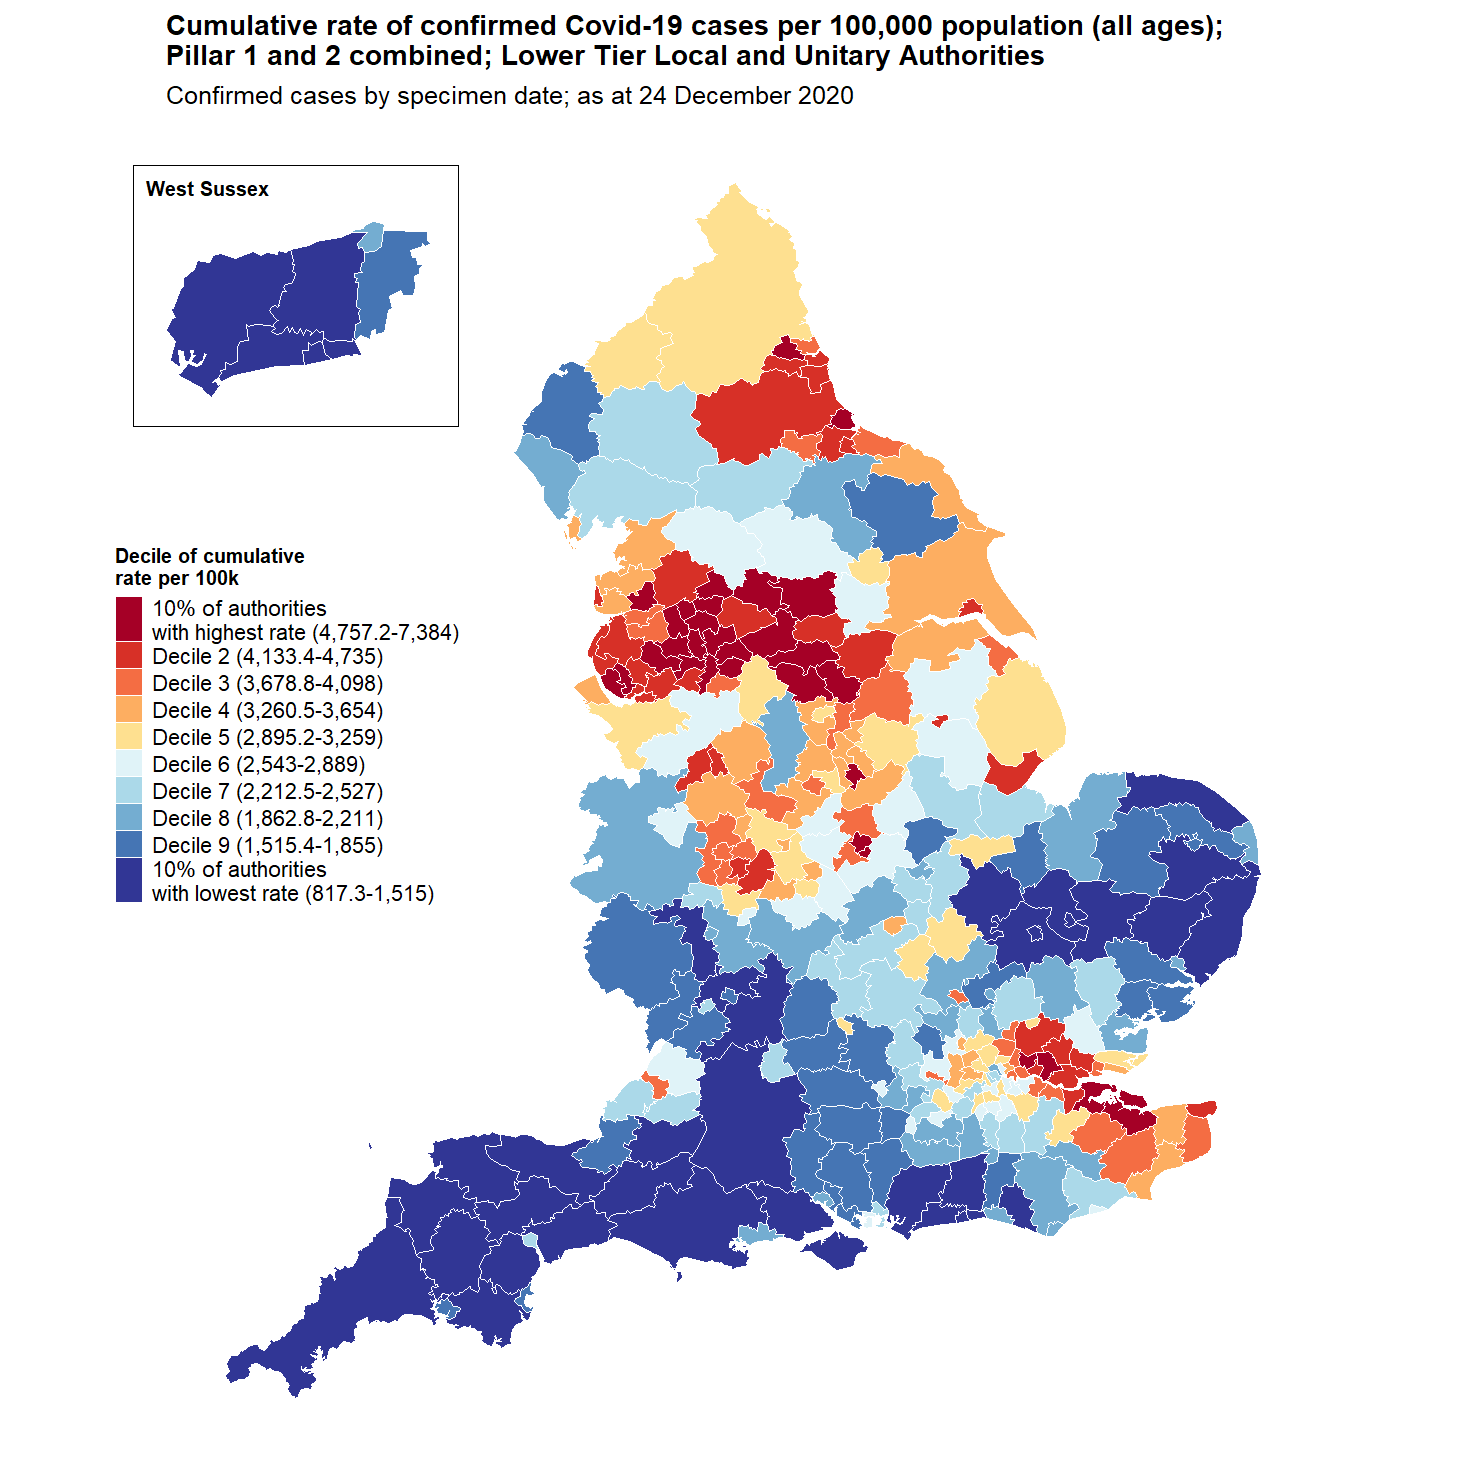 Cumulative rate of confirmed Covid-19 cases per 100,000 population (all ages);
Pillar 1 and 2 combined; Lower Tier Local and Unitary Authorities
Confirmed cases by specimen date; as at 24 December 2020
West Sussex
Decile of cumulative
rate per 100k
10% of authorities
with highest rate (4,757.2-7,384)
Decile 2 (4,133.4-4,735)
Decile 3 (3,678.8-4,098)
Decile 4 (3,260.5-3,654)
Decile 5 (2,895.2-3,259)
Decile 6 (2,543-2,889)
Decile 7 (2,212.5-2,527)
Decile 8 (1,862.8-2,211)
Decile 9 (1,515.4-1,855)
10% of authorities
with lowest rate (817.3-1,515)